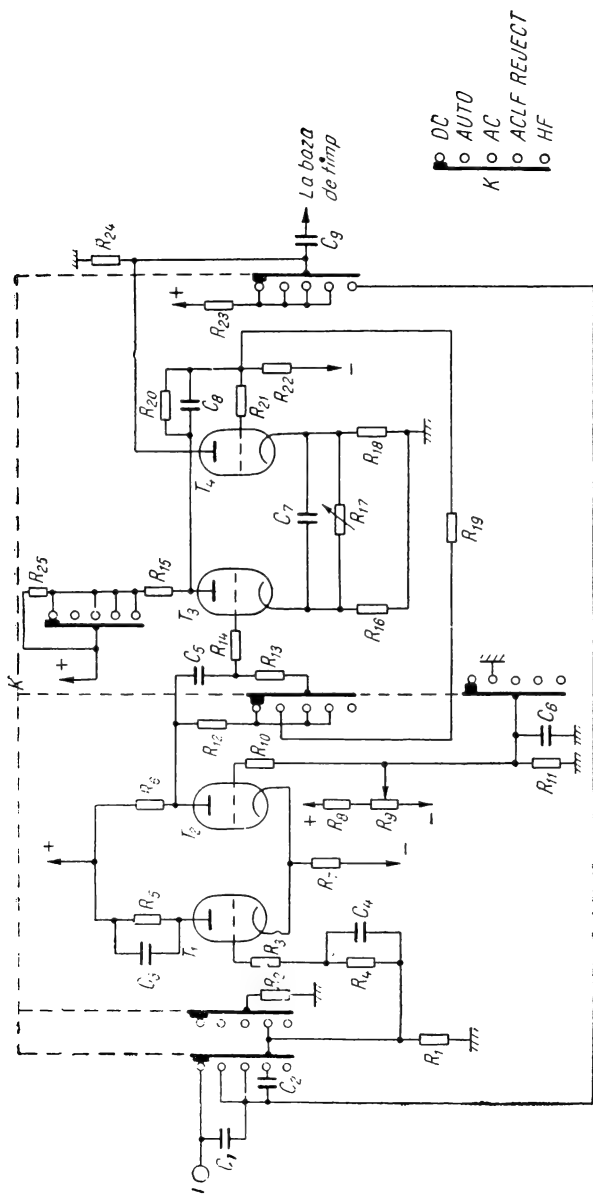 K
DC
AUTO
AC
ACLF REJECT
HF
K
La baza
de timp
R24
C9
+
R23
R20
C8
R21
R22
-
T4
C7
R17
R18
R19
+
R25
R15
T3
R14
R16
C5
R13
R12
R10
C6
R11
+
R6
T2
+
R8
R9
-
R7
-
R5
C3
T1
R3
C4
R4
R2
R1
C2
C1
I